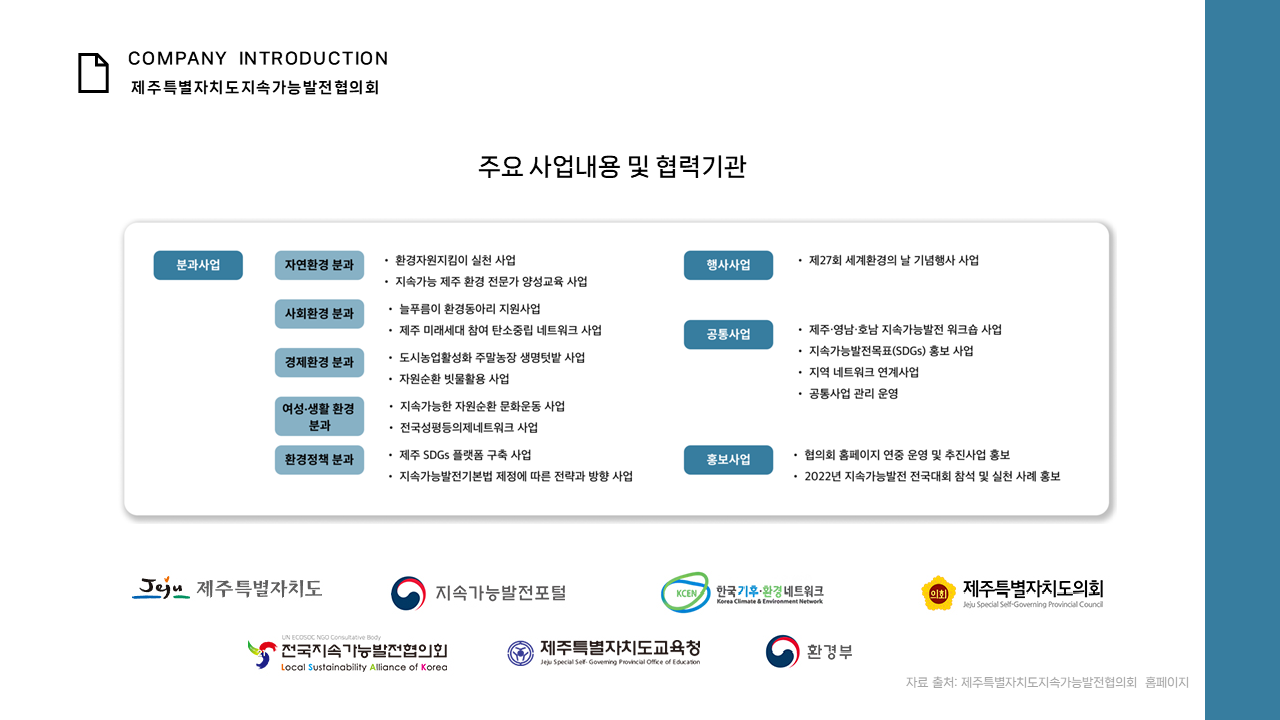 COMPANY INTRODUCTION
제주특별자치도지속가능발전협의회
주요 사업내용 및 협력기관
분과사업
자연환경 분과
• 환경자원지킴이 실천 사업
• 지속가능 제주 환경 전문가 양성교육 사업
사회환경 분과
• 늘푸름이 환경동아리 지원사업
• 제주 미래세대 참여 탄소중립 네트워크 사업
경제환경 분과
• 도시농업활성화 주말농장 생명텃밭 사업
• 자원순환 빗물활용 사업
여성·생활 환경
분과
• 지속가능한 자원순환 문화운동 사업
• 전국성평등의제네트워크 사업
환경정책 분과
• 제주 SDGs 플랫폼 구축 사업
• 지속가능발전기본법 제정에 따른 전략과 방향 사업
행사사업
• 제27회 세계환경의 날 기념행사 사업
공통사업
• 제주·영남·호남 지속가능발전 워크숍 사업
• 지속가능발전목표(SDGs) 홍보 사업
• 지역 네트워크 연계사업
• 공통사업 관리 운영
홍보사업
• 협의회 홈페이지 연중 운영 및 추진사업 홍보
• 2022년 지속가능발전 전국대회 참석 및 실천 사례 홍보
Jeju 제주특별자치도
지속가능발전포털
KCEN 한국기후·환경네트워크
Korea Climate & Environment Network
의회 제주특별자치도의회
Jeju Special Self-Governing Provincial Council
UN ECOSOC NGO Consultative Body
전국지속가능발전협의회
Local Sustainability Alliance of Korea
제주특별자치도교육청
Jeju Special Self- Governing Provincial Office of Education
환경부
자료 출처: 제주특별자치도지속가능발전협의회 홈페이지